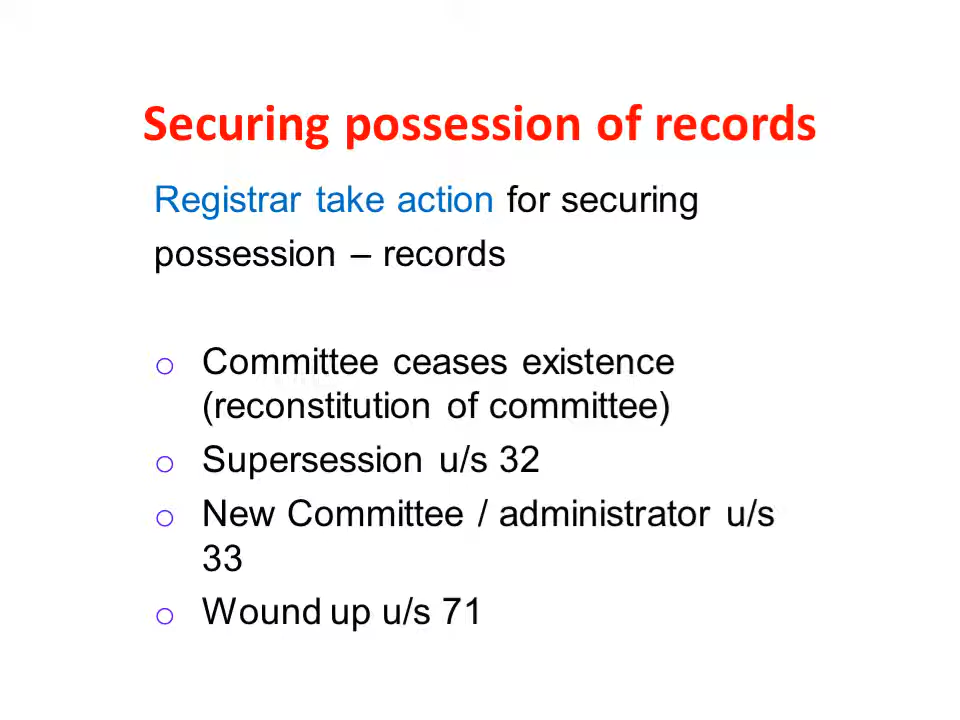 Securing possession of records
Registrar take action for securing
possession – records
o Committee ceases existence
(reconstitution of committee)
o Supersession u/s 32
o New Committee / administrator u/s
33
o Wound up u/s 71